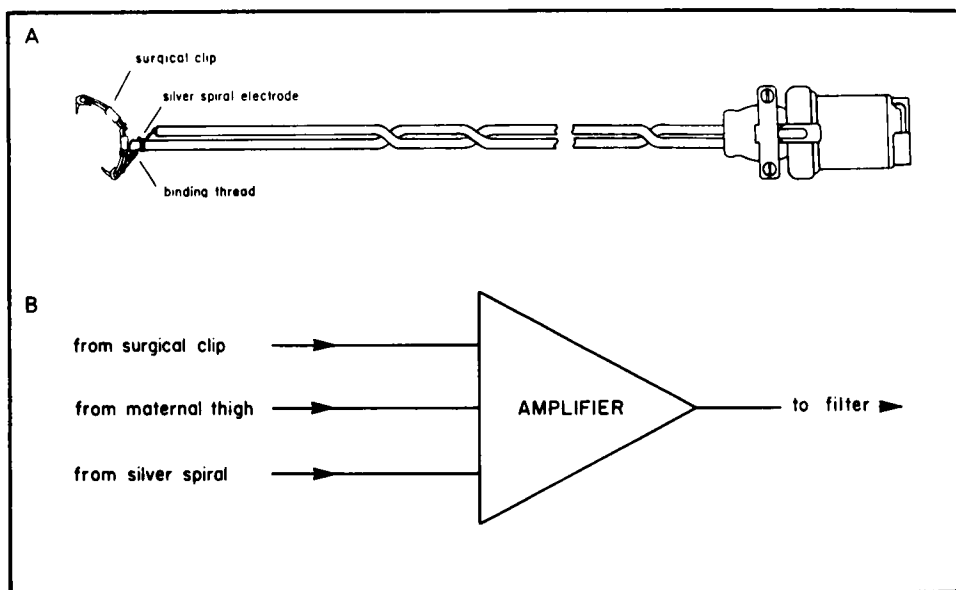 A
surgical clip
silver spiral electrode
binding thread
B
from surgical clip
from maternal thigh
from silver spiral
AMPLIFIER
to filter